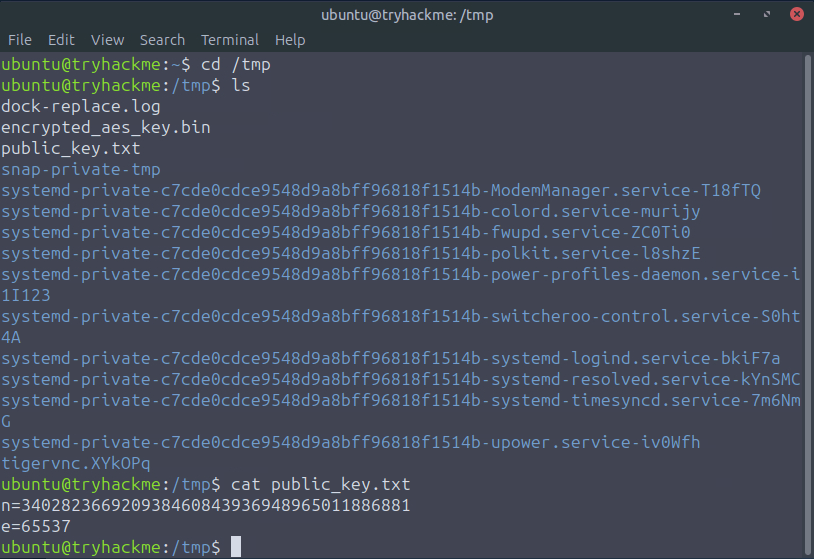 ubuntu@tryhackme: /tmp
File Edit View Search Terminal Help
ubuntu@tryhackme:~$ cd /tmp
ubuntu@tryhackme:/tmp$ ls
dock-replace.log
encrypted_aes_key.bin
public_key.txt
snap-private-tmp
systemd-private-c7cde0cdce9548d9a8bff96818f1514b-ModemManager.service-T18fTQ
systemd-private-c7cde0cdce9548d9a8bff96818f1514b-colord.service-murijy
systemd-private-c7cde0cdce9548d9a8bff96818f1514b-fwupd.service-ZC0Ti0
systemd-private-c7cde0cdce9548d9a8bff96818f1514b-polkit.service-l8shzE
systemd-private-c7cde0cdce9548d9a8bff96818f1514b-power-profiles-daemon.service-i
1I123
systemd-private-c7cde0cdce9548d9a8bff96818f1514b-switcheroo-control.service-S0ht
4A
systemd-private-c7cde0cdce9548d9a8bff96818f1514b-systemd-logind.service-bkiF7a
systemd-private-c7cde0cdce9548d9a8bff96818f1514b-systemd-resolved.service-kYnSMC
systemd-private-c7cde0cdce9548d9a8bff96818f1514b-systemd-timesyncd.service-7m6Nm
G
systemd-private-c7cde0cdce9548d9a8bff96818f1514b-upower.service-iv0Wfh
tigervnc.XYkOPq
ubuntu@tryhackme:/tmp$ cat public_key.txt
n=340282366920938460843936948965011886881
e=65537
ubuntu@tryhackme:/tmp$